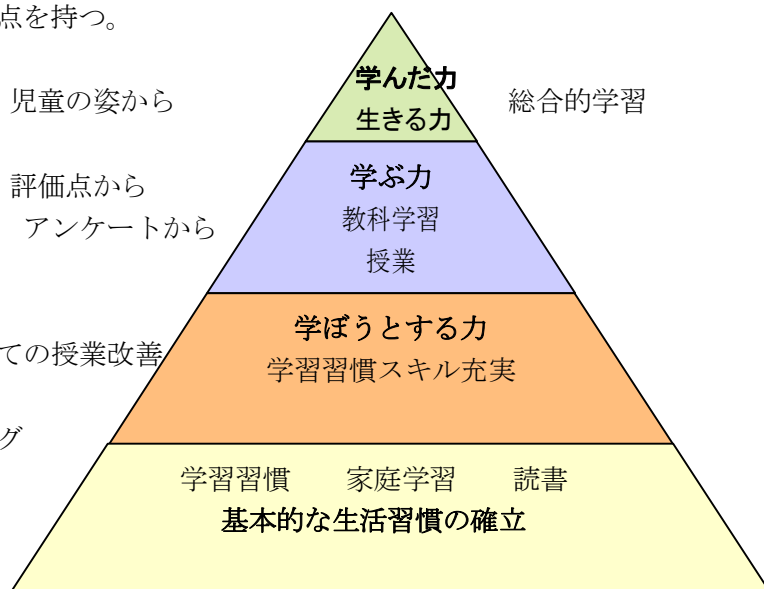 点を持つ。
学んだ力
児童の姿から
総合的学習
生きる力
学ぶ力
評価点から
教科学習
アンケートから
授業
学ぼうとする力
ての授業改善
学習習慣スキル充実
グ
学習習慣 家庭学習 読書
基本的な生活習慣の確立